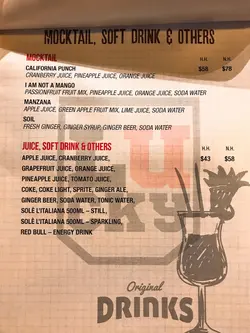 MOCKTAIL, SOFT DRINK & OTHERS
MOCKTAIL H.H. N.H.
CALIFORNIA PUNCH $58 $78
CRANBERRY JUICE, PINEAPPLE JUICE, ORANGE JUICE
I AM NOT A MANGO
PASSIONFRUIT FRUIT MIX, PINEAPPLE JUICE, ORANGE JUICE, SODA WATER
MANZANA
APPLE JUICE, GREEN APPLE FRUIT MIX, LIME JUICE, SODA WATER
SOIL
FRESH GINGER, GINGER SYRUP, GINGER BEER, SODA WATER
JUICE, SOFT DRINK & OTHERS H.H. N.H.
APPLE JUICE, CRANBERRY JUICE, $43 $58
GRAPEFRUIT JUICE, ORANGE JUICE,
PINEAPPLE JUICE, TOMATO JUICE,
COKE, COKE LIGHT, SPRITE, GINGER ALE,
GINGER BEER, SODA WATER, TONIC WATER,
SOLÉ L'ITALIANA 500ML – STILL,
SOLÉ L'ITALIANA 500ML – SPARKLING,
RED BULL – ENERGY DRINK
Original
DRINKS